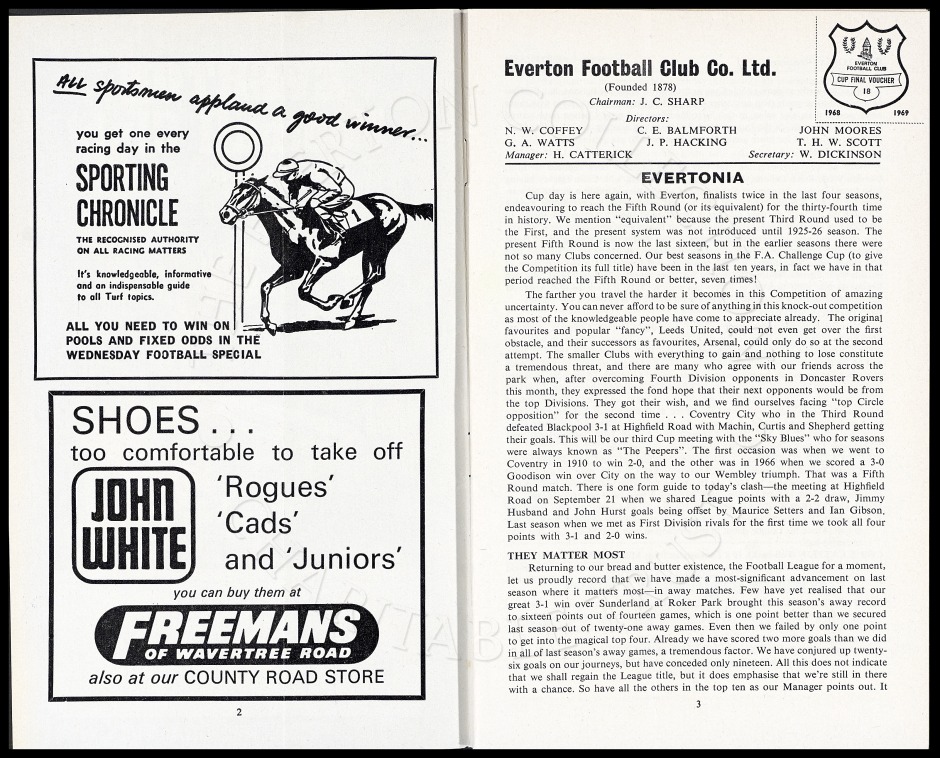 ALL sportsmen applaud a good winner...
you get one every
racing day in the
SPORTING
CHRONICLE
THE RECOGNISED AUTHORITY
ON ALL RACING MATTERS
It's knowledgeable, informative
and an indispensable guide
to all Turf topics.
1
ALL YOU NEED TO WIN ON
POOLS AND FIXED ODDS IN THE
WEDNESDAY FOOTBALL SPECIAL
SHOES...
too comfortable to take off
JOHN
WHITE
'Rogues'
'Cads'
and 'Juniors'
you can buy them at
FREEMANS
OF WAVERTREE ROAD
also at our COUNTY ROAD STORE
2
Everton Football Club Co. Ltd.
(Founded 1878)
Chairman: J. C. SHARP
Directors:
N. W. COFFEY C. E. BALMFORTH JOHN MOORES
G. A. WATTS J. P. HACKING T. H. W. SCOTT
Manager: H. CATTERICK Secretary: W. DICKINSON
EVERTON
FOOTBALL CLUB
CUP FINAL VOUCHER
18
1968 1969
EVERTONIA
Cup day is here again, with Everton, finalists twice in the last four seasons,
endeavouring to reach the Fifth Round (or its equivalent) for the thirty-fourth time
in history. We mention "equivalent" because the present Third Round used to be
the First, and the present system was not introduced until 1925-26 season. The
present Fifth Round is now the last sixteen, but in the earlier seasons there were
not so many Clubs concerned. Our best seasons in the F.A. Challenge Cup (to give
the Competition its full title) have been in the last ten years, in fact we have in that
period reached the Fifth Round or better, seven times!
The farther you travel the harder it becomes in this Competition of amazing
uncertainty. You can never afford to be sure of anything in this knock-out competition
as most of the knowledgeable people have come to appreciate already. The original
favourites and popular "fancy", Leeds United, could not even get over the first
obstacle, and their successors as favourites, Arsenal, could only do so at the second
attempt. The smaller Clubs with everything to gain and nothing to lose constitute
a tremendous threat, and there are many who agree with our friends across the
park when, after overcoming Fourth Division opponents in Doncaster Rovers
this month, they expressed the fond hope that their next opponents would be from
the top Divisions. They got their wish, and we find ourselves facing "top Circle
opposition" for the second time . . . Coventry City who in the Third Round
defeated Blackpool 3-1 at Highfield Road with Machin, Curtis and Shepherd getting
their goals. This will be our third Cup meeting with the "Sky Blues" who for seasons
were always known as "The Peepers". The first occasion was when we went to
Coventry in 1910 to win 2-0, and the other was in 1966 when we scored a 3-0
Goodison win over City on the way to our Wembley triumph. That was a Fifth
Round match. There is one form guide to today's clash—the meeting at Highfield
Road on September 21 when we shared League points with a 2-2 draw, Jimmy
Husband and John Hurst goals being offset by Maurice Setters and Ian Gibson.
Last season when we met as First Division rivals for the first time we took all four
points with 3-1 and 2-0 wins.
THEY MATTER MOST
Returning to our bread and butter existence, the Football League for a moment,
let us proudly record that we have made a most-significant advancement on last
season where it matters most—in away matches. Few have yet realised that our
great 3-1 win over Sunderland at Roker Park brought this season's away record
to sixteen points out of fourteen games, which is one point better than we secured
last season out of twenty-one away games. Even then we failed by only one point
to get into the magical top four. Already we have scored two more goals than we did
in all of last season's away games, a tremendous factor. We have conjured up twenty-
six goals on our journeys, but have conceded only nineteen. All this does not indicate
that we shall regain the League title, but it does emphasise that we're still in there
with a chance. So have all the others in the top ten as our Manager points out. It
3